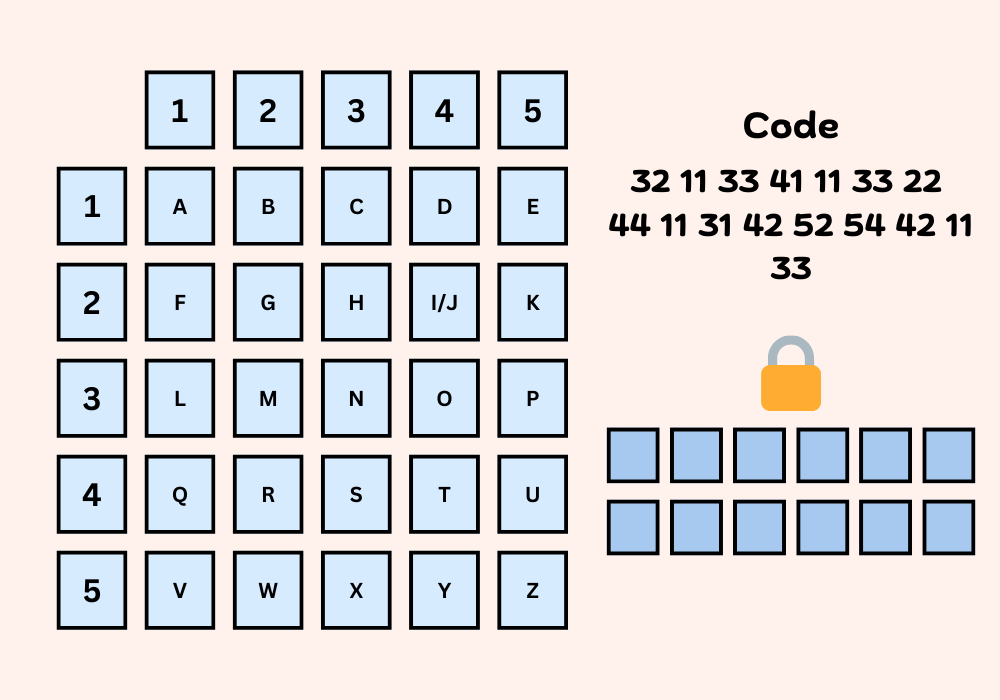 1 2 3 4 5
1 A B C D E
2 F G H I/J K
3 L M N O P
4 Q R S T U
5 V W X Y Z
Code
32 11 33 41 11 33 22
44 11 31 42 52 54 42 11
33